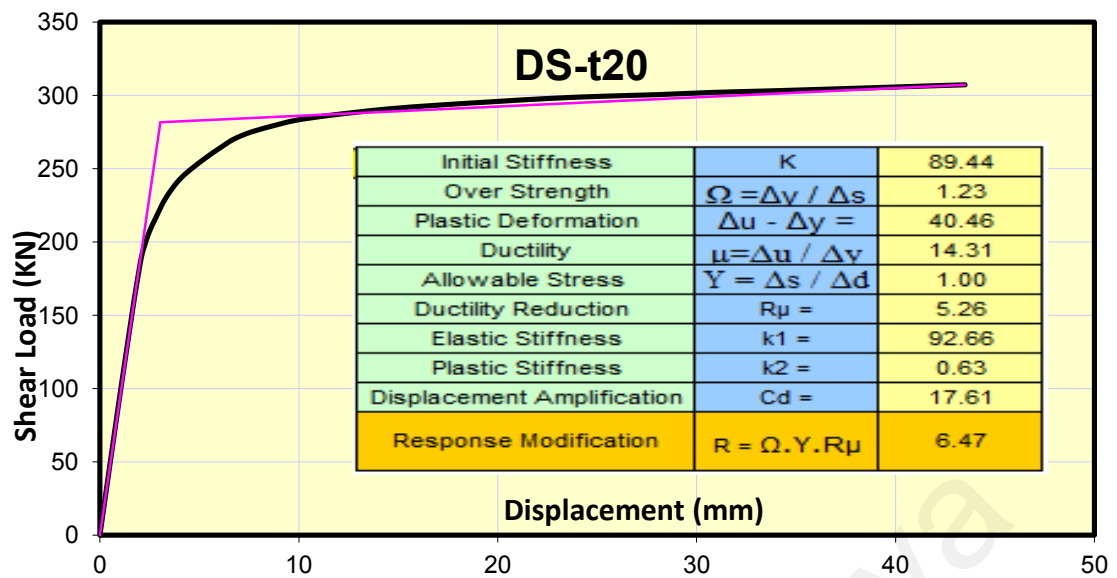 DS-t20
Shear Load (KN)
350
300
250
200
150
100
50
0
Initial Stiffness K 89.44
Over Strength Ω =Δy / Δs 1.23
Plastic Deformation Δu - Δy = 40.46
Ductility μ=Δu / Δy 14.31
Allowable Stress Y = Δs / Δd 1.00
Ductility Reduction Rμ = 5.26
Elastic Stiffness k1 = 92.66
Plastic Stiffness k2 = 0.63
Displacement Amplification Cd = 17.61
Response Modification R = Ω.Y.Rμ 6.47
Displacement (mm)
0 10 20 30 40 50